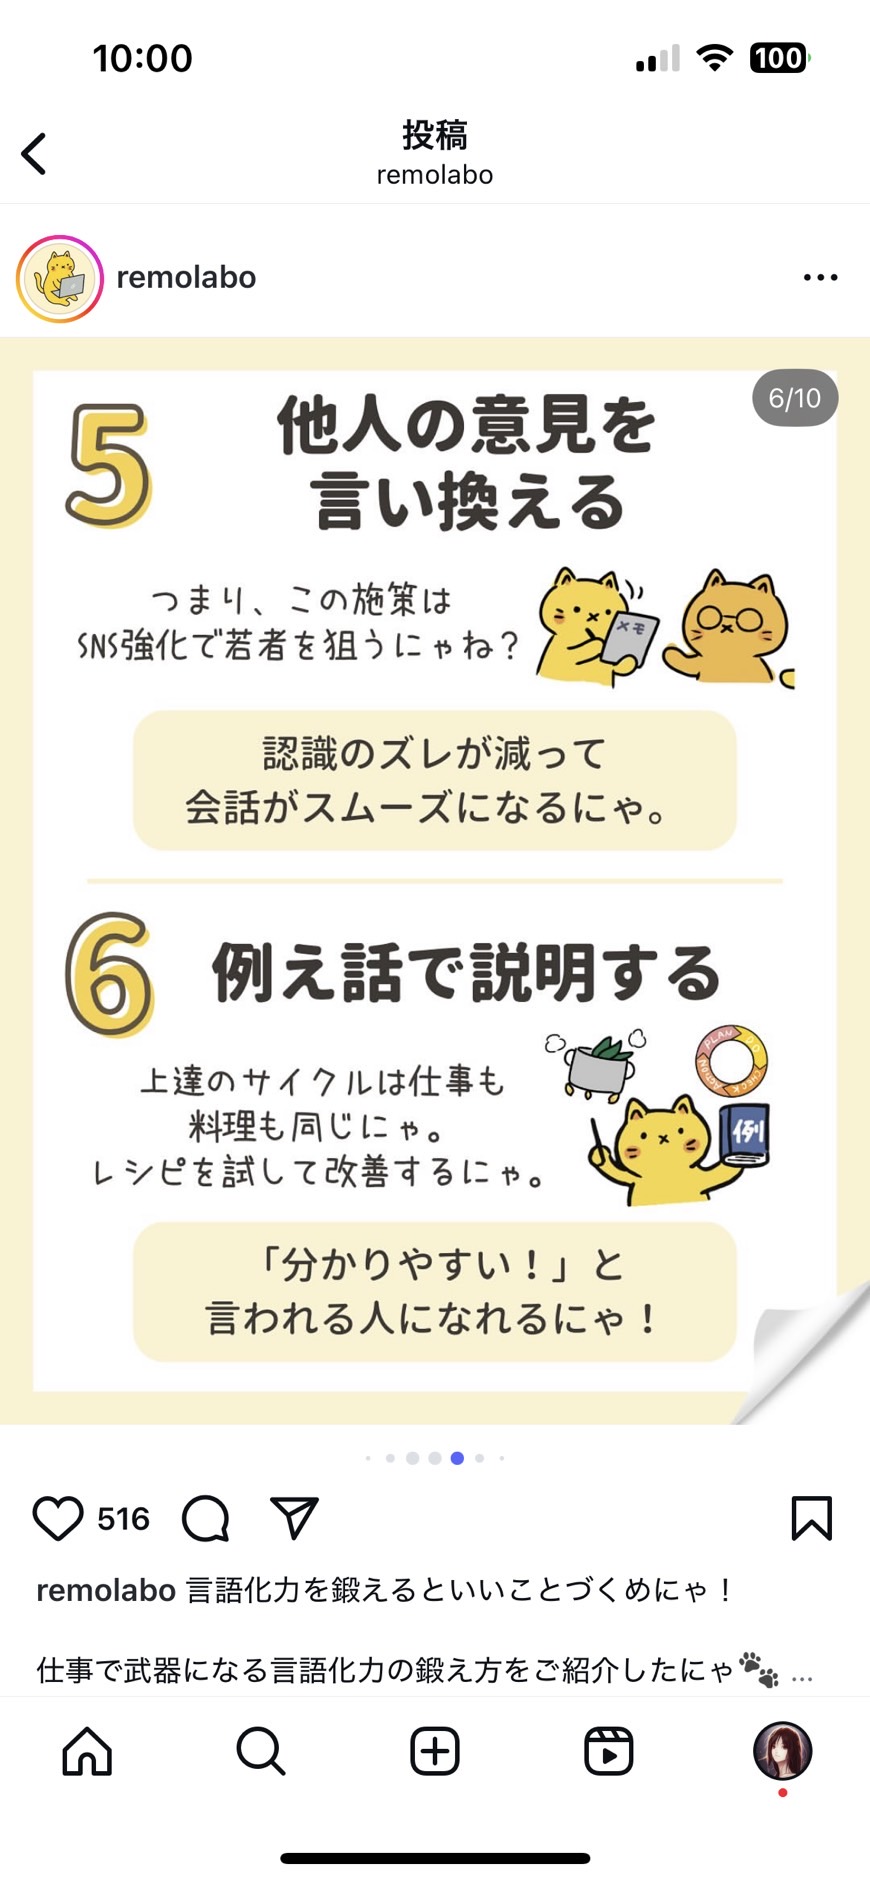 10:00
100
投稿
remolabo
remolabo
6/10
5
他人の意見を
言い換える
つまり、この施策は
SNS強化で若者を狙うにゃね？
メモ
認識のズレが減って
会話がスムーズになるにゃ。
6
例え話で説明する
上達のサイクルは仕事も
料理も同じにゃ。
レシピを試して改善するにゃ。
PLAN
DO
CHECK
ACTION
例
「分かりやすい！」と
言われる人になれるにゃ！
516
remolabo 言語化力を鍛えるといいことづくめにゃ！
仕事で武器になる言語化力の鍛え方をご紹介したにゃ🐾 ...